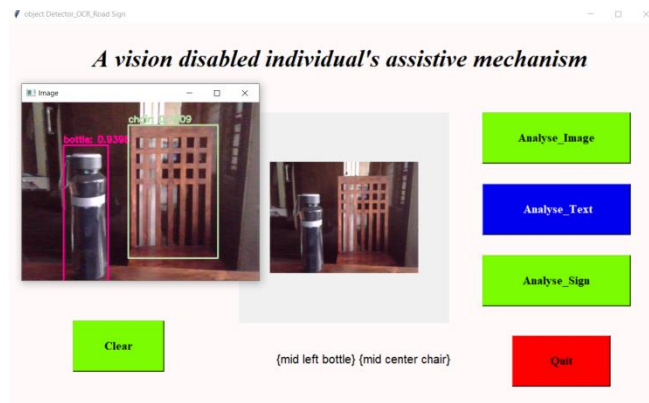 object Detector_OCR_Road Sign
A vision disabled individual's assistive mechanism
Image
bottle: 0.9398
Analyse_Image
Analyse_Text
Analyse_Sign
Clear
{mid left bottle} {mid center chair}
Quit